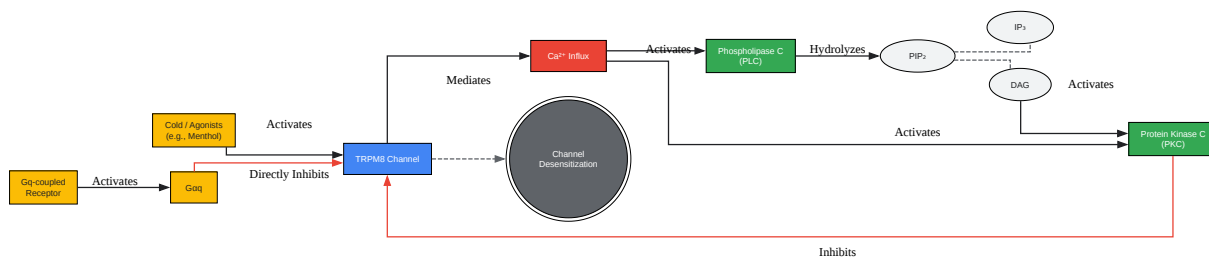 IP₃
Ca²⁺ Influx
Activates
Phospholipase C
(PLC)
Hydrolyzes
PIP₂
Mediates
DAG
Activates
Cold / Agonists
(e.g., Menthol)
Activates
Activates
Protein Kinase C
(PKC)
TRPM8 Channel
Channel
Desensitization
Directly Inhibits
Gq-coupled
Receptor
Activates
Gαq
Inhibits